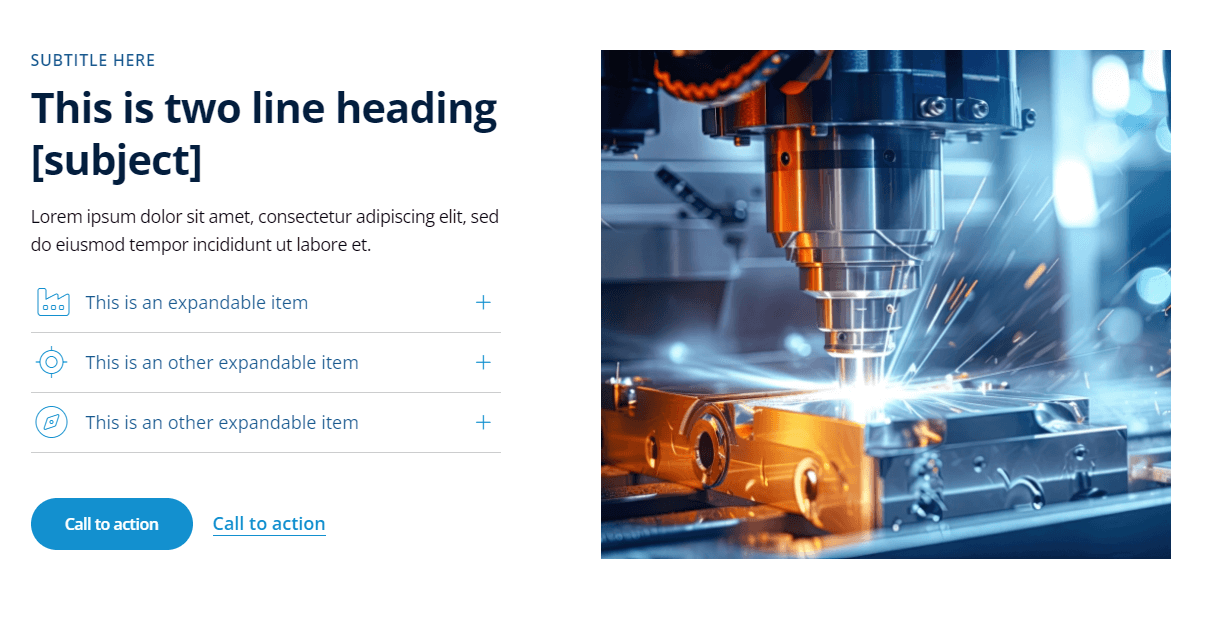 SUBTITLE HERE
This is two line heading
[subject]
Lorem ipsum dolor sit amet, consectetur adipiscing elit, sed
do eiusmod tempor incididunt ut labore et.
This is an expandable item
This is an other expandable item
This is an other expandable item
Call to action Call to action